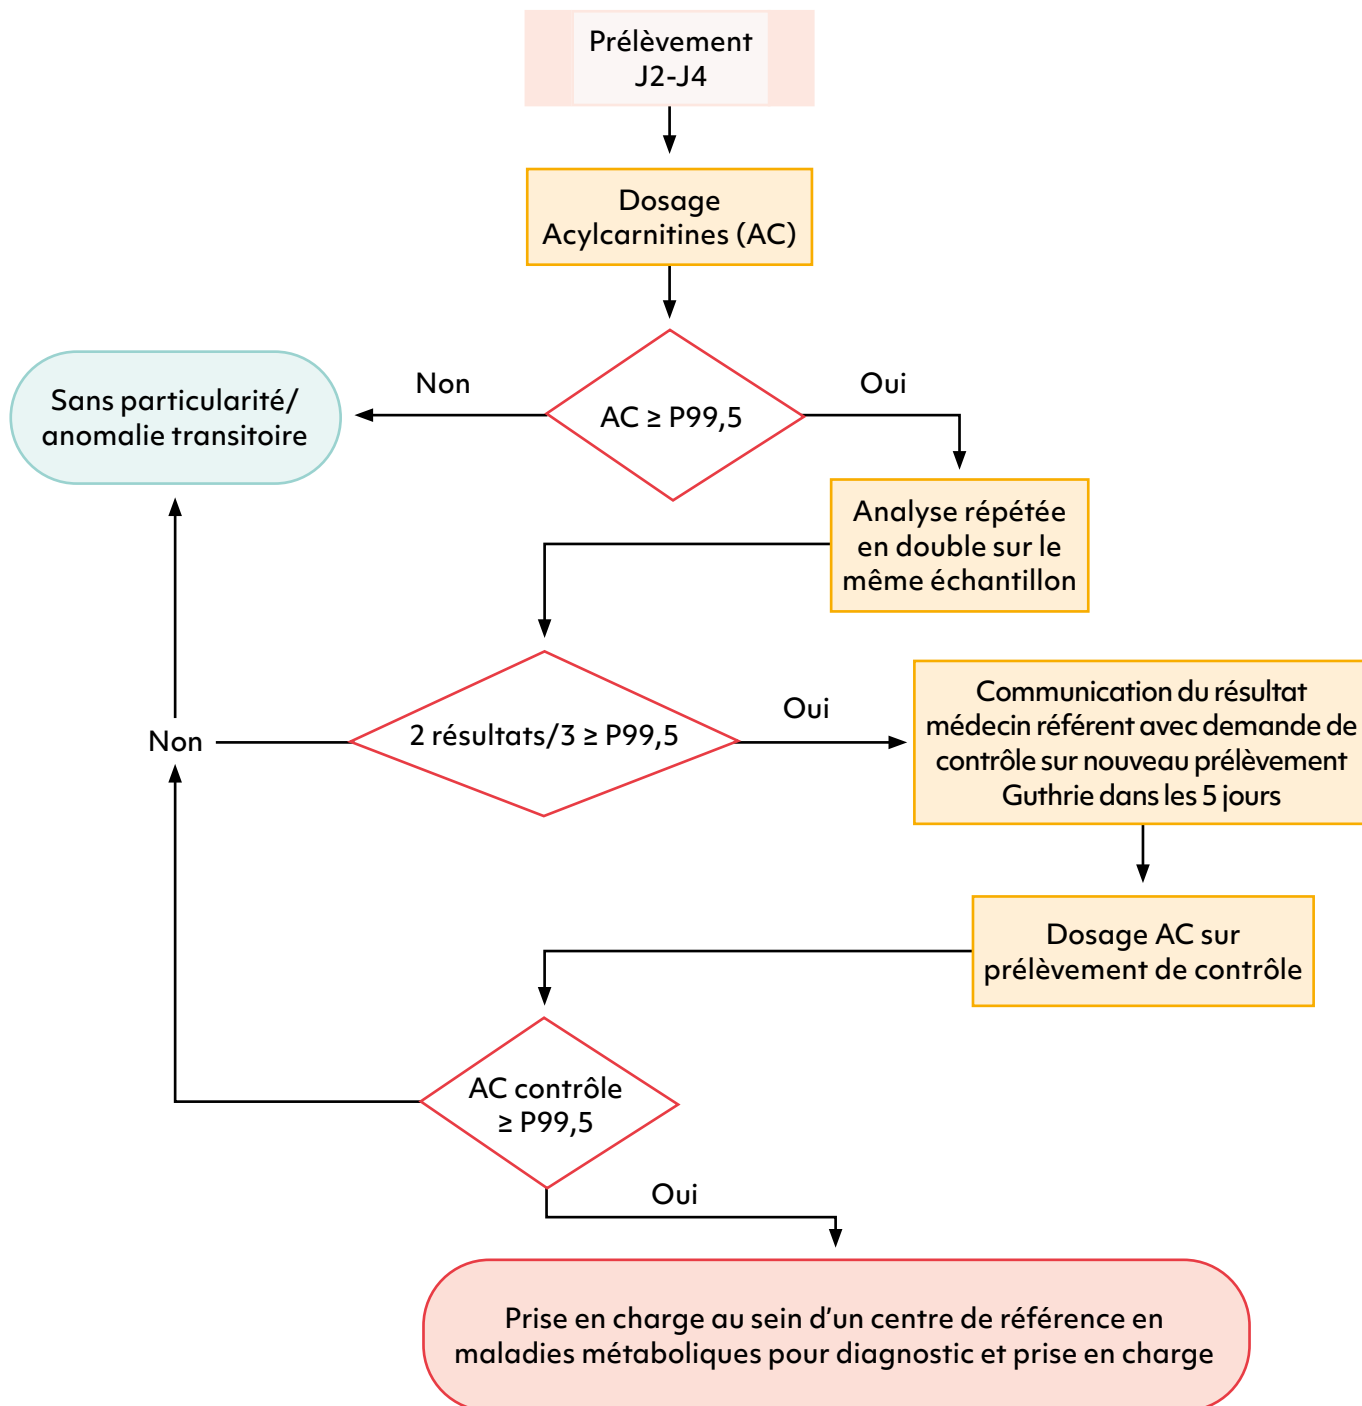 Prélèvement
J2-J4
Dosage
Acylcarnitines (AC)
Non
Oui
Sans particularité/
anomalie transitoire
AC ≥ P99,5
Analyse répétée
en double sur le
même échantillon
2 résultats/3 ≥ P99,5
Oui
Non
Communication du résultat
médecin référent avec demande de
contrôle sur nouveau prélèvement
Guthrie dans les 5 jours
Dosage AC sur
prélèvement de contrôle
AC contrôle
≥ P99,5
Oui
Prise en charge au sein d’un centre de référence en
maladies métaboliques pour diagnostic et prise en charge